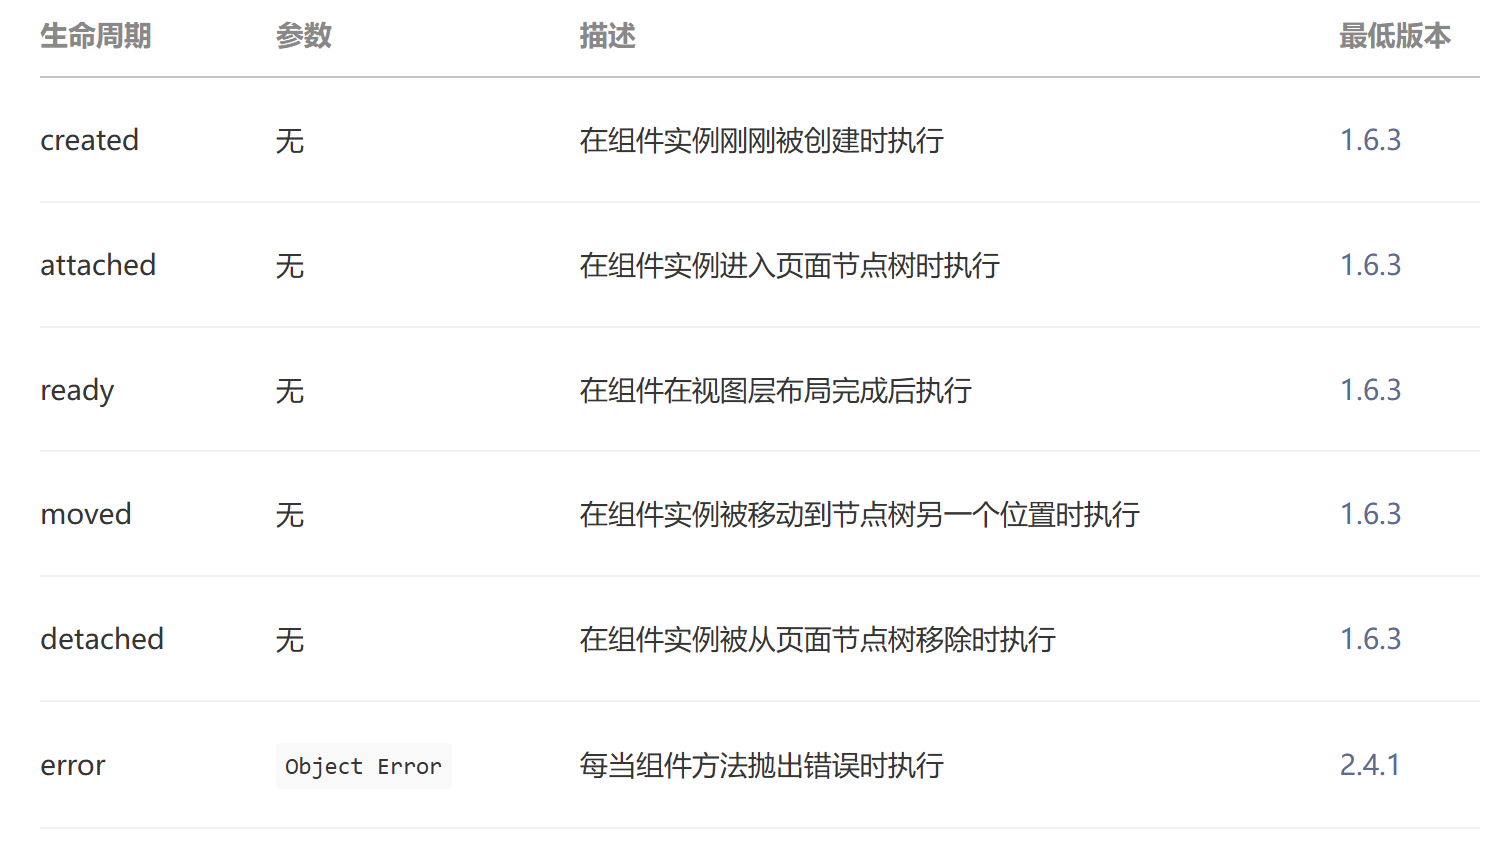 生命周期 参数 描述 最低版本
created 无 在组件实例刚刚被创建时执行 1.6.3
attached 无 在组件实例进入页面节点树时执行 1.6.3
ready 无 在组件在视图层布局完成后执行 1.6.3
moved 无 在组件实例被移动到节点树另一个位置时执行 1.6.3
detached 无 在组件实例被从页面节点树移除时执行 1.6.3
error Object Error 每当组件方法抛出错误时执行 2.4.1